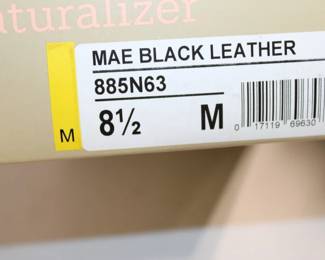 aturalizer
MAE BLACK LEATHER
885N63
M 8½ M
0 17119 69630